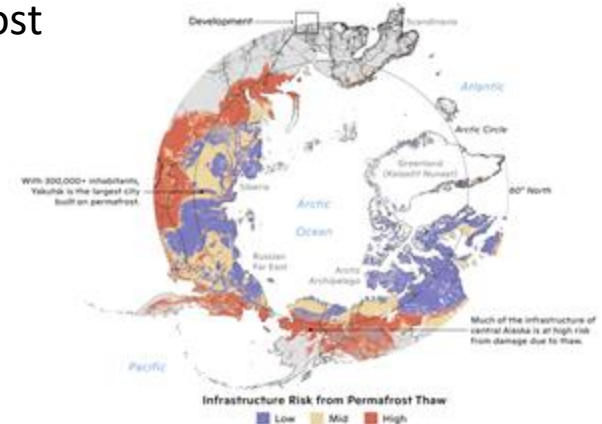 ost
Development
Scandinavia
Atlantic
Arctic Circle
Greenland
(Kalaallit Nunaat)
60° North
With 300,000+ inhabitants,
Yakutsk is the largest city
built on permafrost.
Siberia
Arctic
Ocean
Russian
Far East
Arctic
Archipelago
Much of the infrastructure of
central Alaska is at high risk
from damage due to thaw.
Pacific
Infrastructure Risk from Permafrost Thaw
Low Mid High